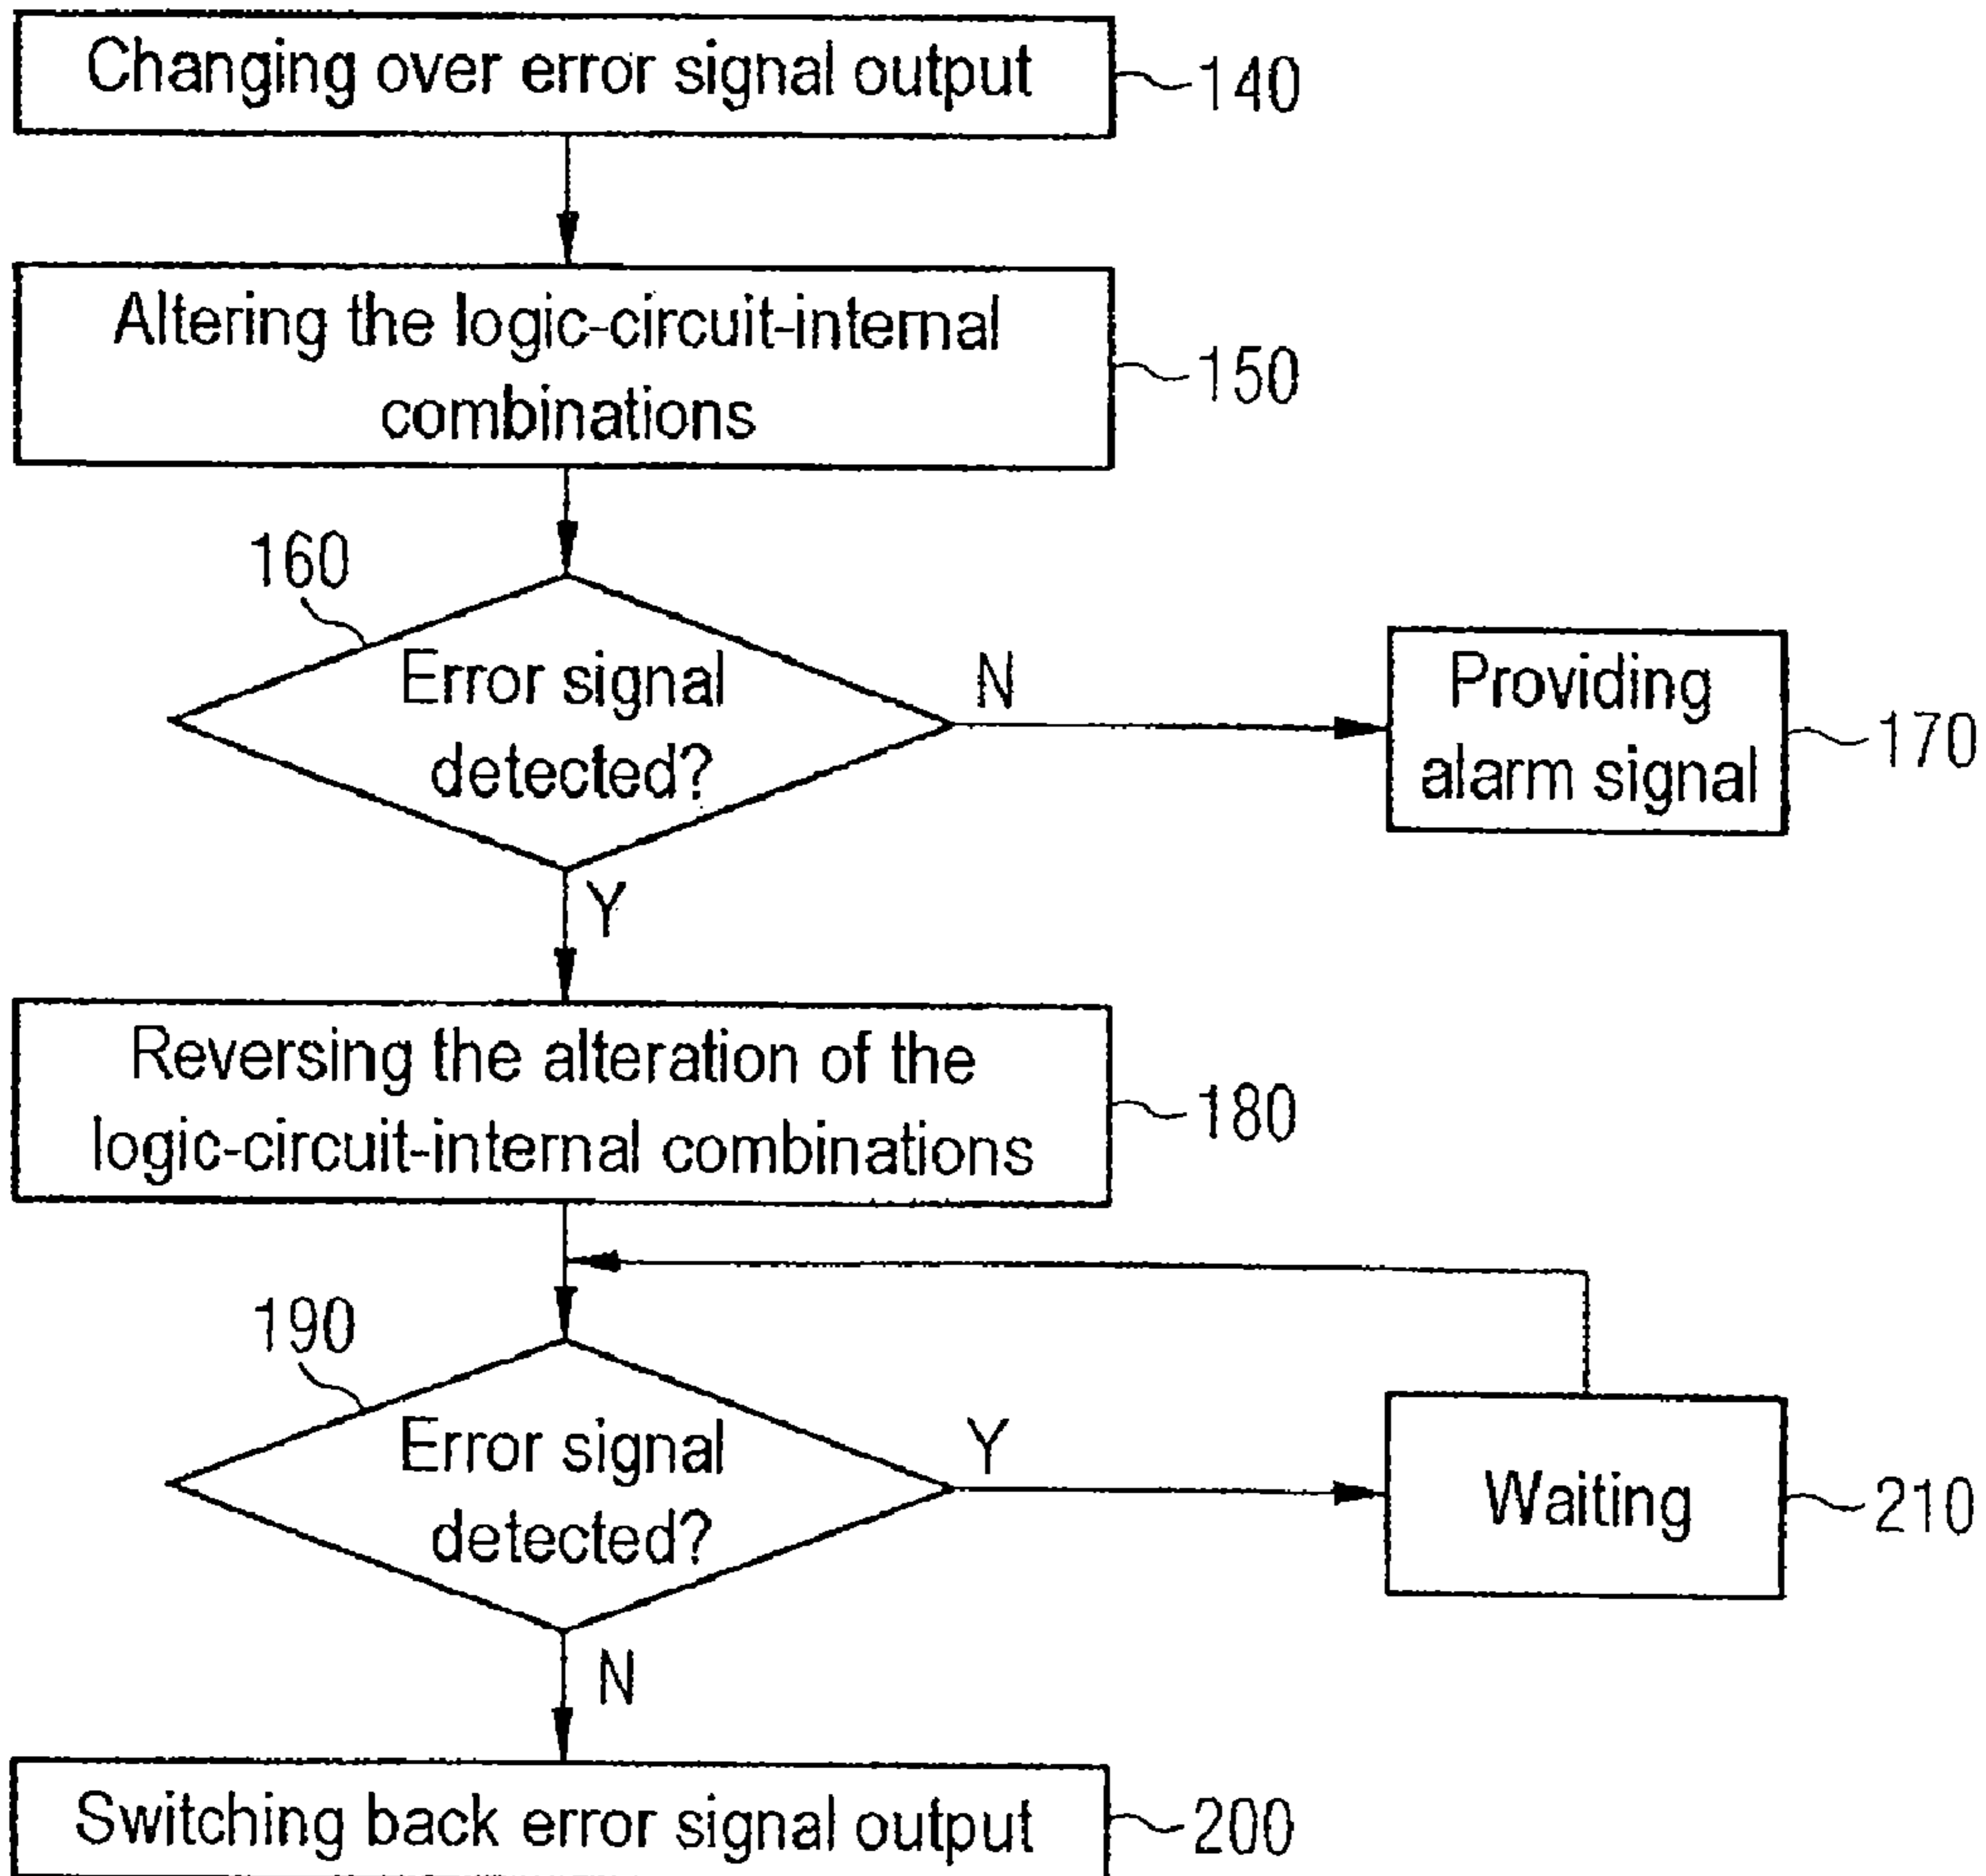 Changing over error signal output
140
Altering the logic-circuit-internal
combinations
150
160
Error signal
detected?
N
Providing
alarm signal
170
Y
Reversing the alteration of the
logic-circuit-internal combinations
180
190
Error signal
detected?
Y
Waiting
210
N
Switching back error signal output
200